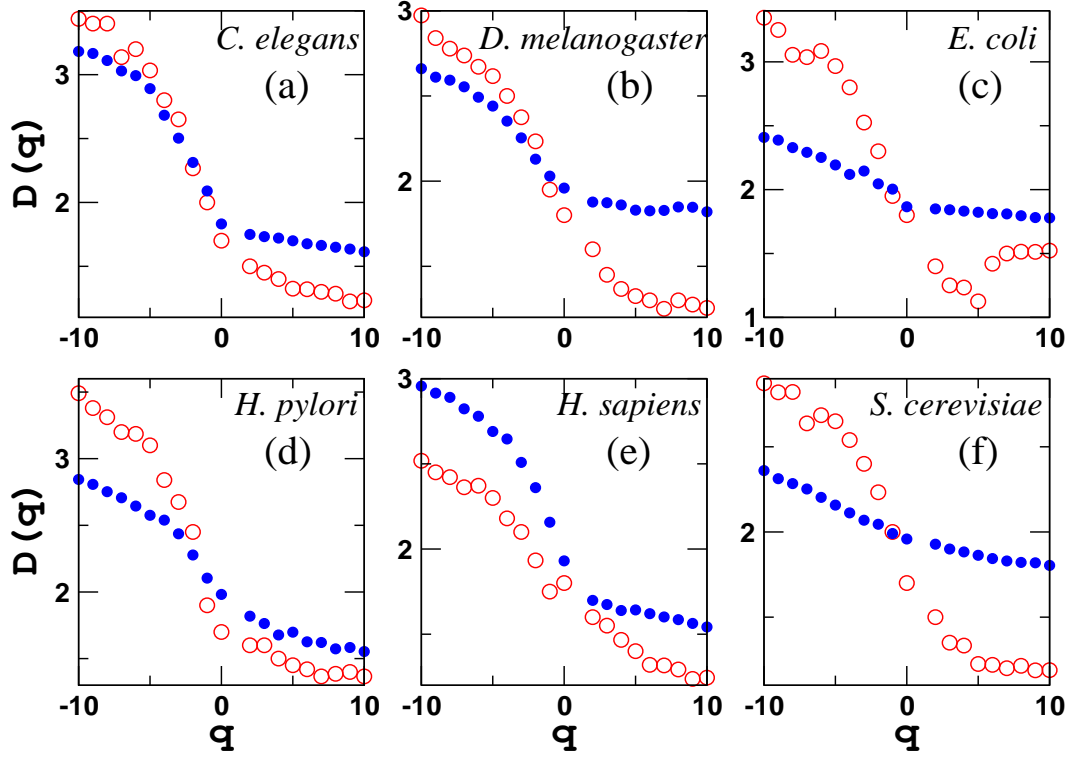 C. elegans
D. melanogaster
E. coli
(a)
(b)
(c)
3
2
3
2
3
2
1
D(q)
-10 0 10
-10 0 10
-10 0 10
H. pylori
H. sapiens
S. cerevisiae
(d)
(e)
(f)
3
2
3
2
2
D(q)
-10 0 10
-10 0 10
-10 0 10
q
q
q